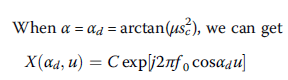 When α = α_d = arctan(μs_c^2), we can get
X(α_d, u) = C exp[j2πf_0 cosα_d u]